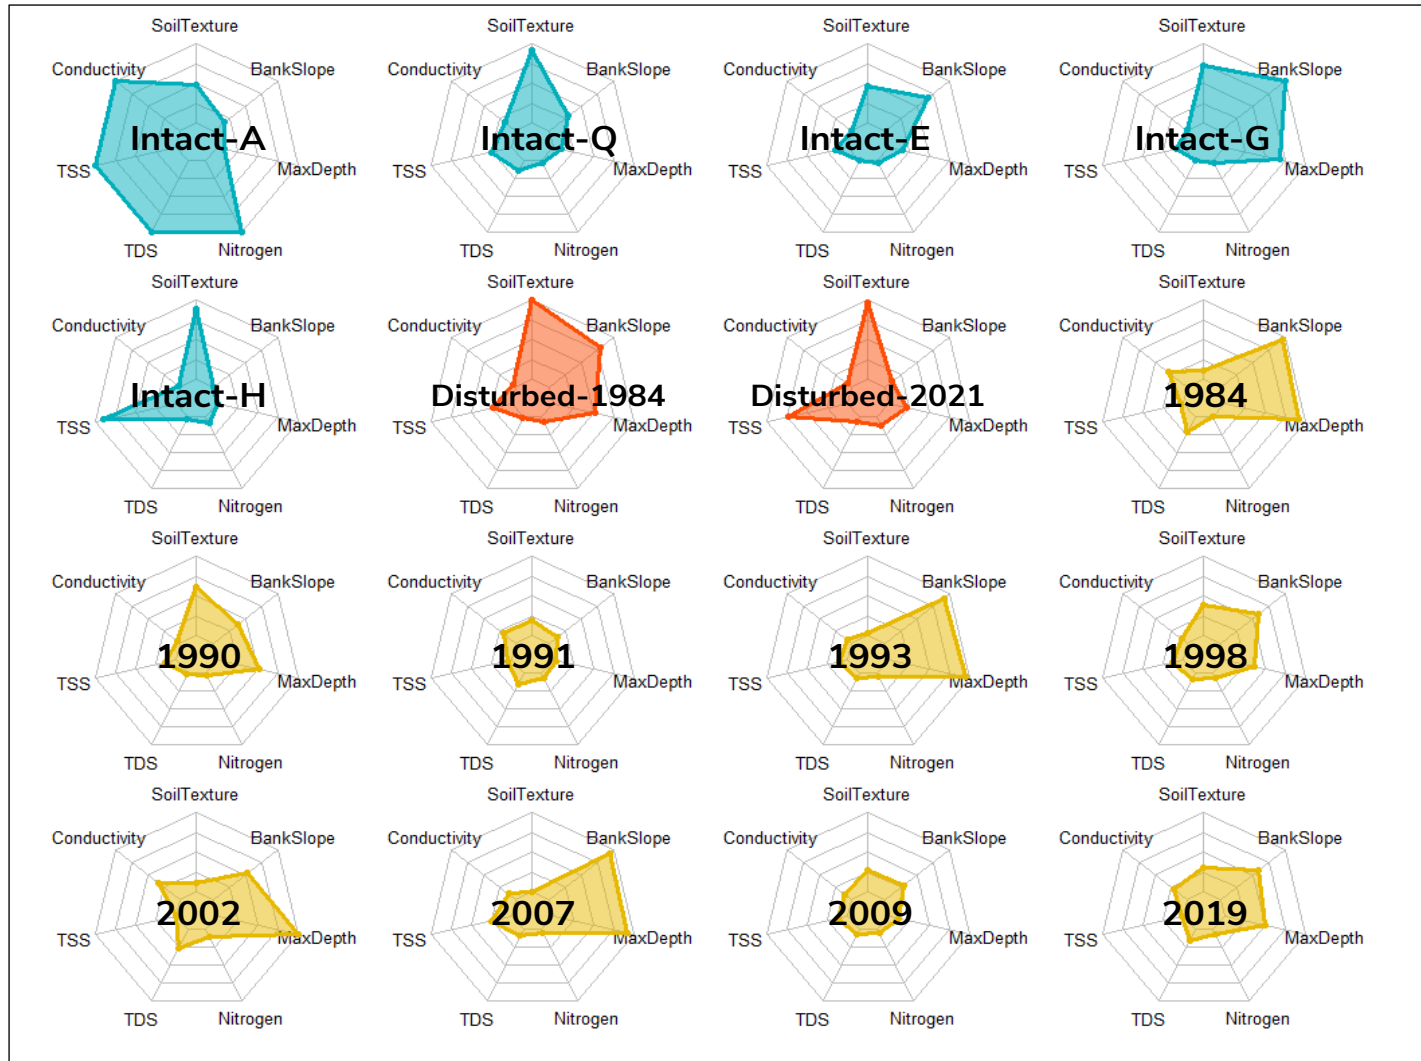 SoilTexture SoilTexture SoilTexture SoilTexture
Conductivity BankSlope Conductivity BankSlope Conductivity BankSlope Conductivity BankSlope
Intact-A Intact-Q Intact-E Intact-G
TSS MaxDepth TSS MaxDepth TSS MaxDepth TSS MaxDepth
TDS Nitrogen TDS Nitrogen TDS Nitrogen TDS Nitrogen
SoilTexture SoilTexture SoilTexture SoilTexture
Conductivity BankSlope Conductivity BankSlope Conductivity BankSlope Conductivity BankSlope
Intact-H Disturbed-1984 Disturbed-2021 1984
TSS MaxDepth TSS MaxDepth TSS MaxDepth TSS MaxDepth
TDS Nitrogen TDS Nitrogen TDS Nitrogen TDS Nitrogen
SoilTexture SoilTexture SoilTexture SoilTexture
Conductivity BankSlope Conductivity BankSlope Conductivity BankSlope Conductivity BankSlope
1990 1991 1993 1998
TSS MaxDepth TSS MaxDepth TSS MaxDepth TSS MaxDepth
TDS Nitrogen TDS Nitrogen TDS Nitrogen TDS Nitrogen
SoilTexture SoilTexture SoilTexture SoilTexture
Conductivity BankSlope Conductivity BankSlope Conductivity BankSlope Conductivity BankSlope
2002 2007 2009 2019
TSS MaxDepth TSS MaxDepth TSS MaxDepth TSS MaxDepth
TDS Nitrogen TDS Nitrogen TDS Nitrogen TDS Nitrogen